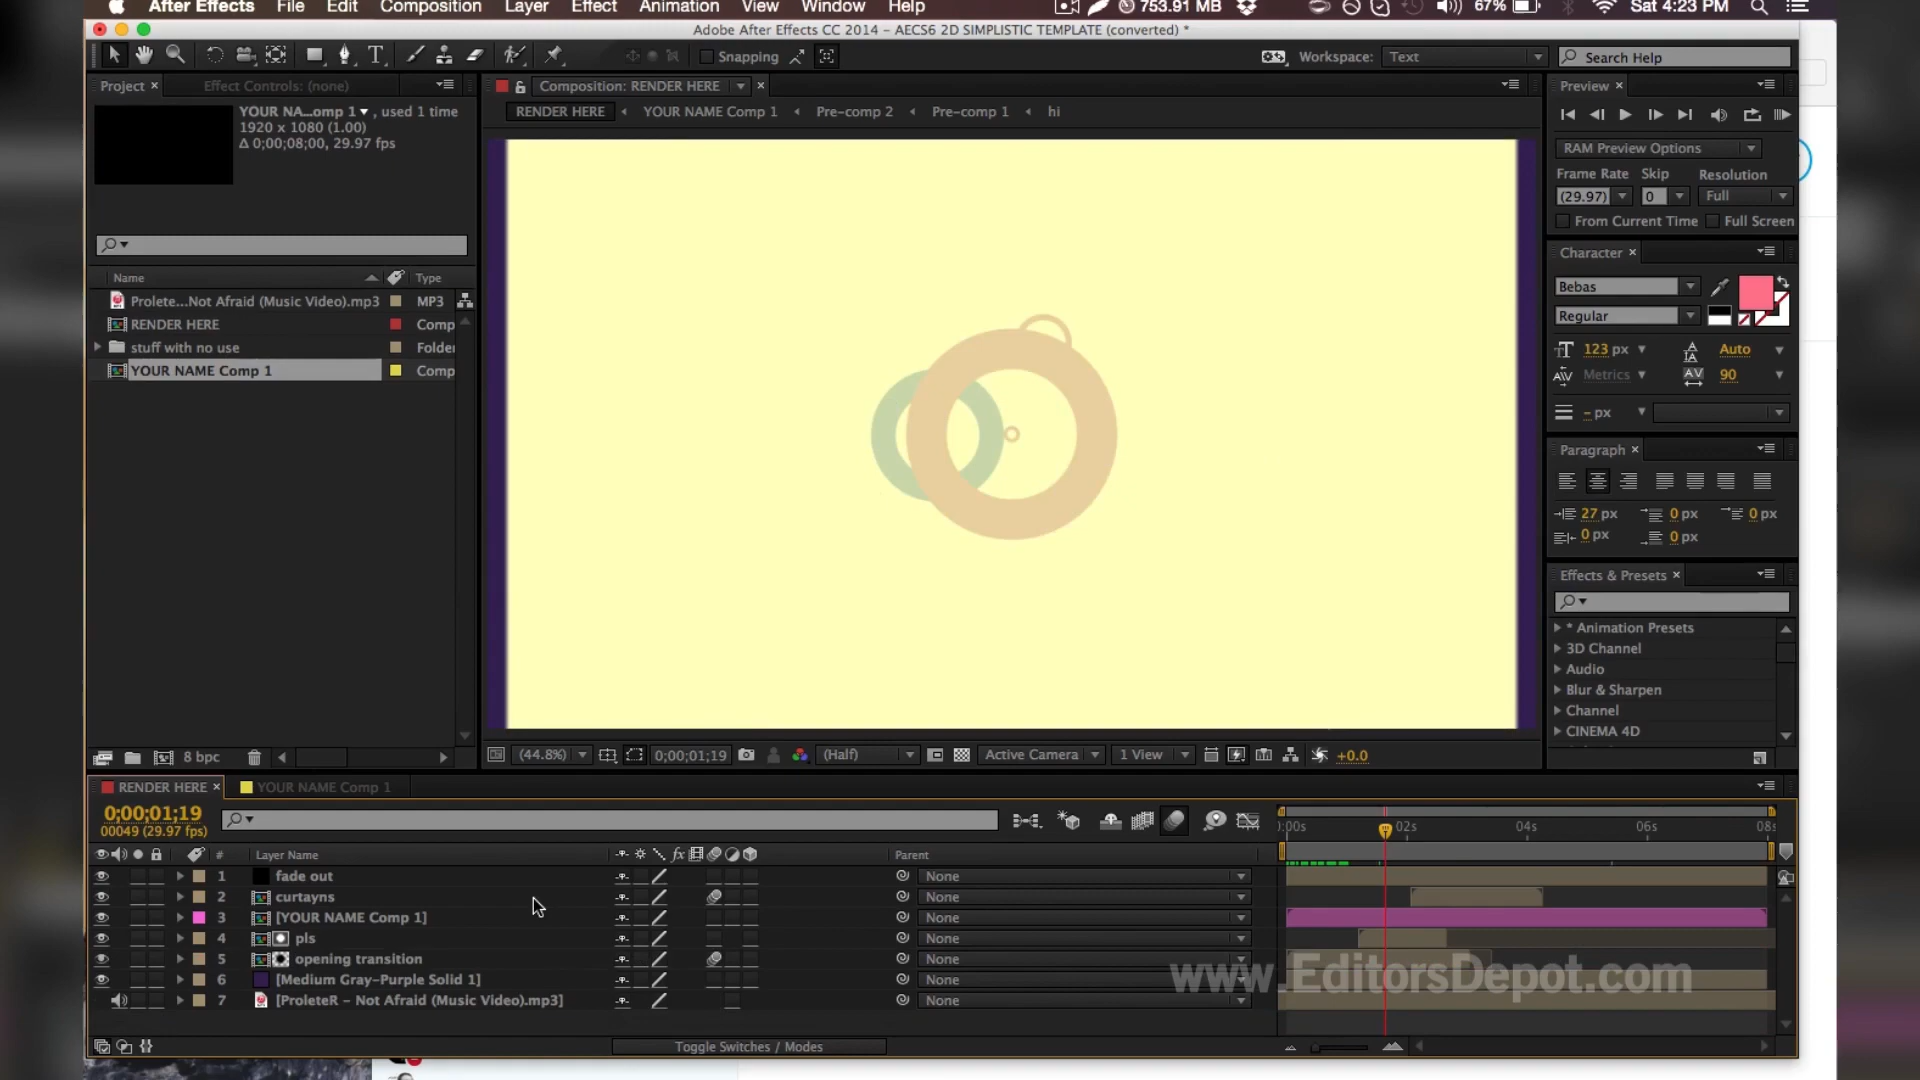 After Effects File Edit Composition Layer Effect Animation View Window Help 753.91 MB 67% Sat 4:23 PM
Adobe After Effects CC 2014 - AECS6 2D SIMPLISTIC TEMPLATE (converted) *
Snapping Workspace: Text Search Help
Project × Effect Controls: (none) Composition: RENDER HERE × Preview ×
YOUR NA...omp 1 ▾ , used 1 time
1920 x 1080 (1.00)
Δ 0;00;08;00, 29.97 fps
RENDER HERE YOUR NAME Comp 1 Pre-comp 2 Pre-comp 1 hi
RAM Preview Options
Frame Rate Skip Resolution
(29.97) 0 Full
From Current Time Full Screen
Name Type
Prolete...Not Afraid (Music Video).mp3 MP3
RENDER HERE Comp
stuff with no use Folder
YOUR NAME Comp 1 Comp
Character ×
Bebas
Regular
123 px Auto
Metrics 90
- px
Paragraph ×
27 px 0 px 0 px
0 px 0 px
Effects & Presets ×
* Animation Presets
3D Channel
Audio
Blur & Sharpen
Channel
CINEMA 4D
8 bpc (44.8%) 0;00;01;19 (Half) Active Camera 1 View +0.0
RENDER HERE × YOUR NAME Comp 1
0;00;01;19
00049 (29.97 fps)
):00s 02s 04s 06s 08s
# Layer Name fx Parent
1 fade out None
2 curtayns None
3 [YOUR NAME Comp 1] None
4 pls None
5 opening transition None
6 [Medium Gray-Purple Solid 1] None
7 [ProleteR - Not Afraid (Music Video).mp3] None
www.EditorsDepot.com
Toggle Switches / Modes